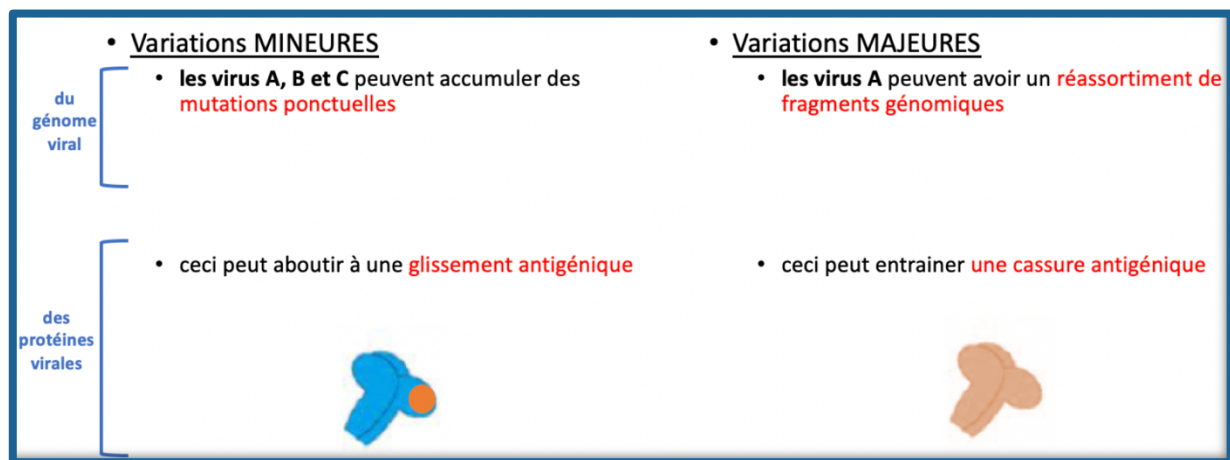 • Variations MINEURES
• les virus A, B et C peuvent accumuler des
mutations ponctuelles
• Variations MAJEURES
• les virus A peuvent avoir un réassortiment de
fragments génomiques
du
génome
viral
• ceci peut aboutir à une glissement antigénique
• ceci peut entrainer une cassure antigénique
des
protéines
virales